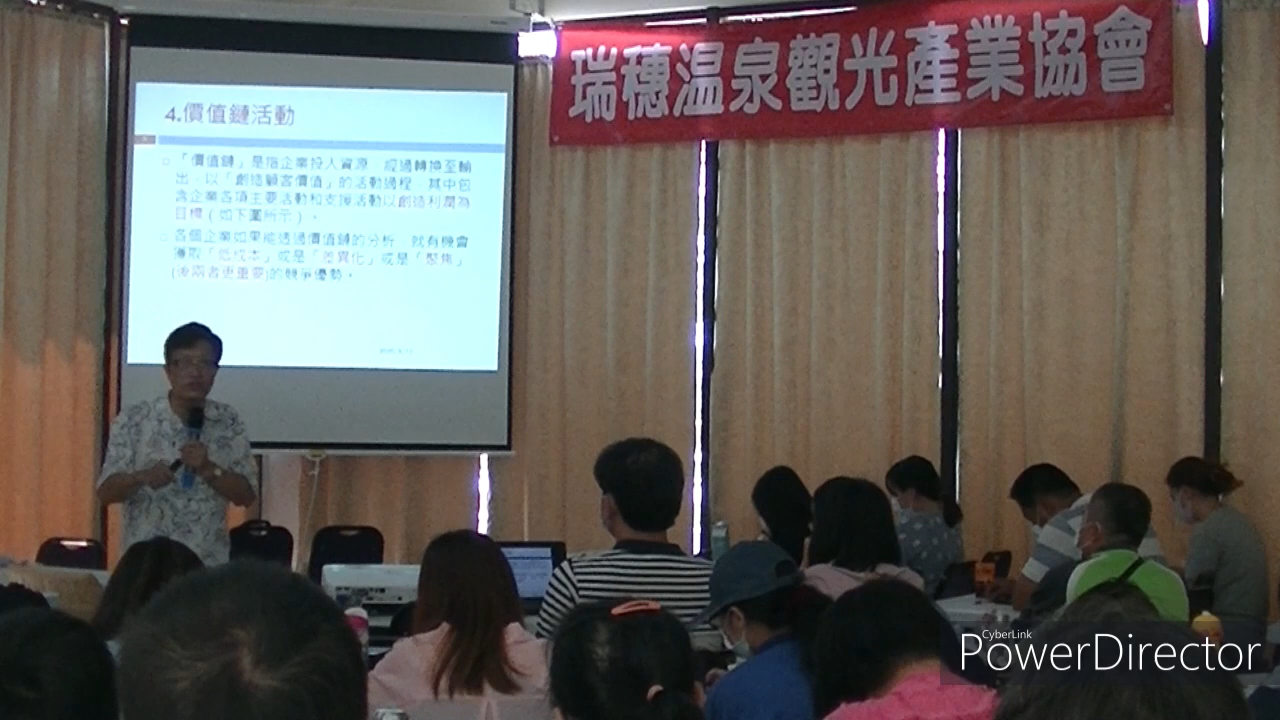 瑞穗温泉觀光產業協會
4.價值鏈活動
「價值鏈」是指企業投入資源、經過轉換至輸
出、以「創造顧客價值」的活動過程，其中包
含企業各項主要活動和支援活動以創造利潤為
目標（如下圖所示）。
各個企業如果能透過價值鏈的分析，就有機會
獲取「低成本」或是「差異化」或是「聚焦」
(後兩者更重要)的競爭優勢。
CyberLink
PowerDirector